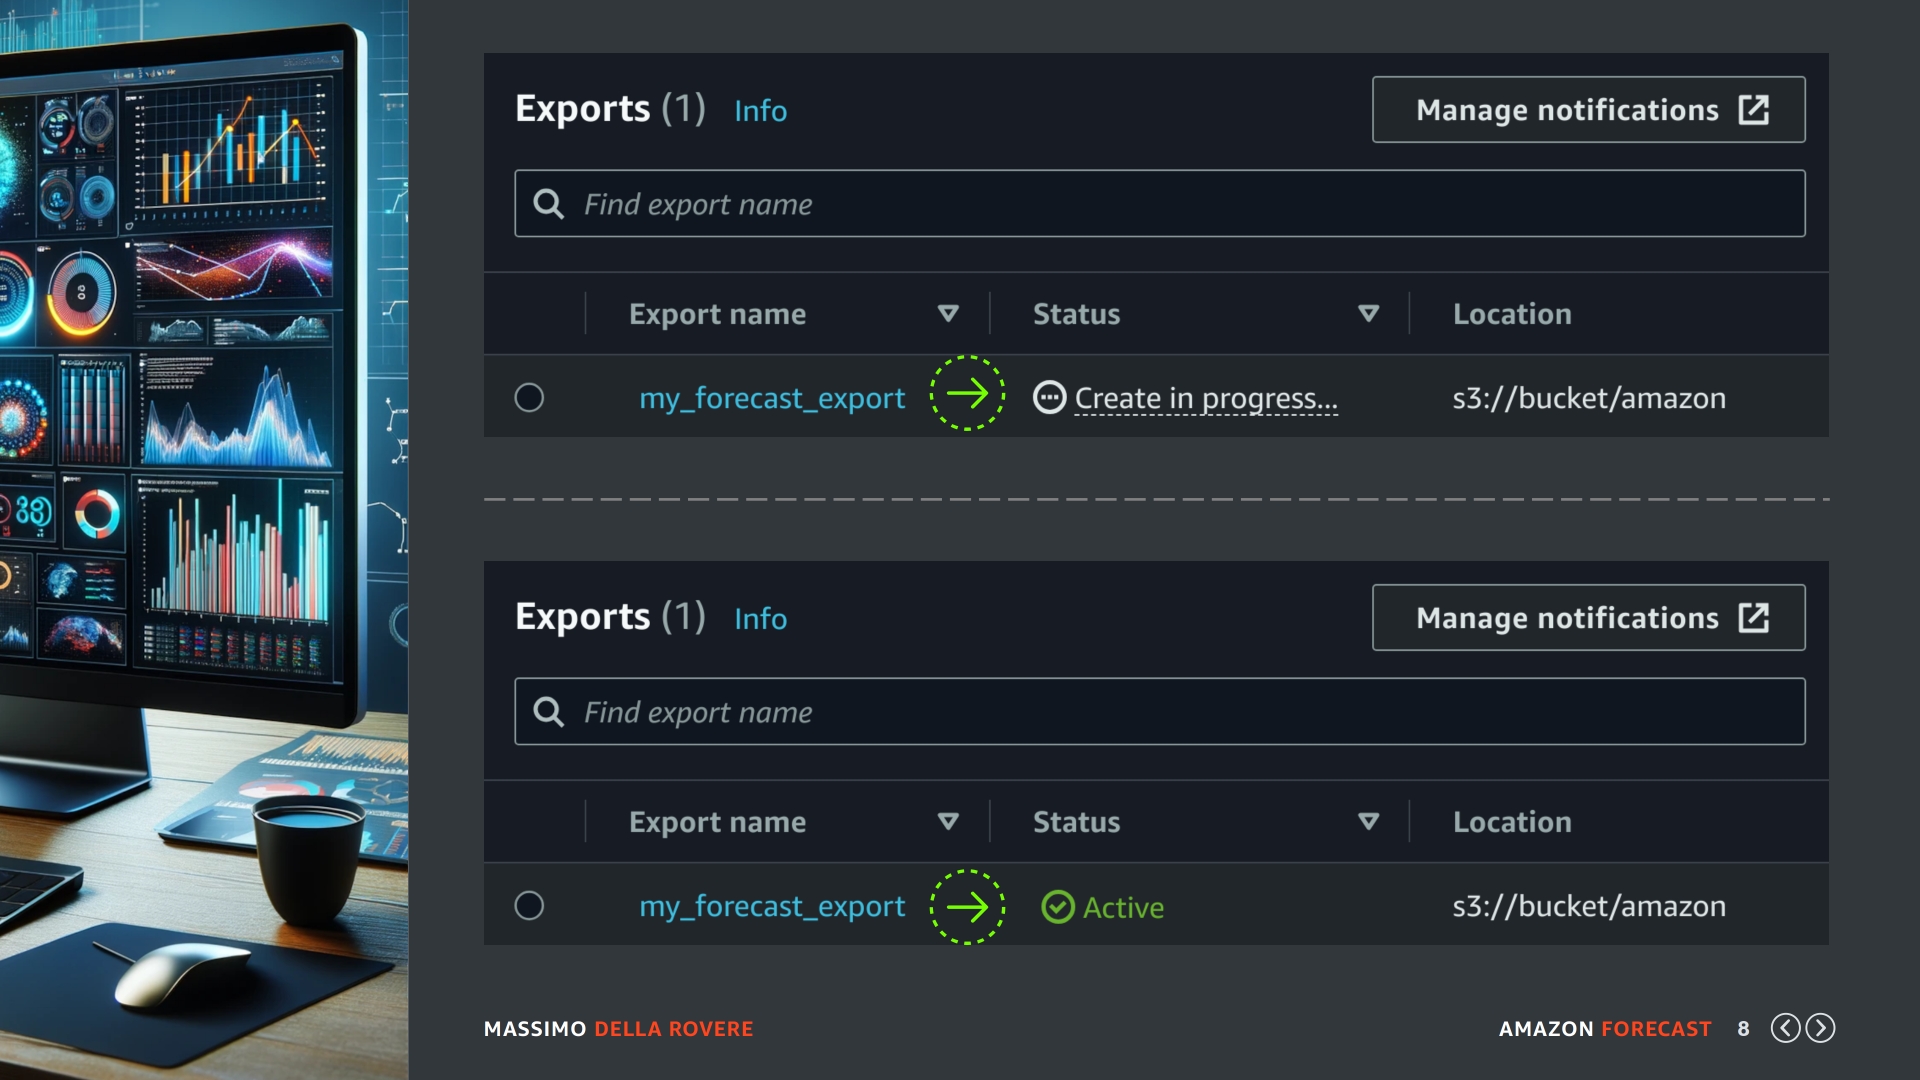 Exports (1) Info
Manage notifications
Find export name
Export name Status Location
my_forecast_export Create in progress... s3://bucket/amazon
Exports (1) Info
Manage notifications
Find export name
Export name Status Location
my_forecast_export Active s3://bucket/amazon
MASSIMO DELLA ROVERE
AMAZON FORECAST 8